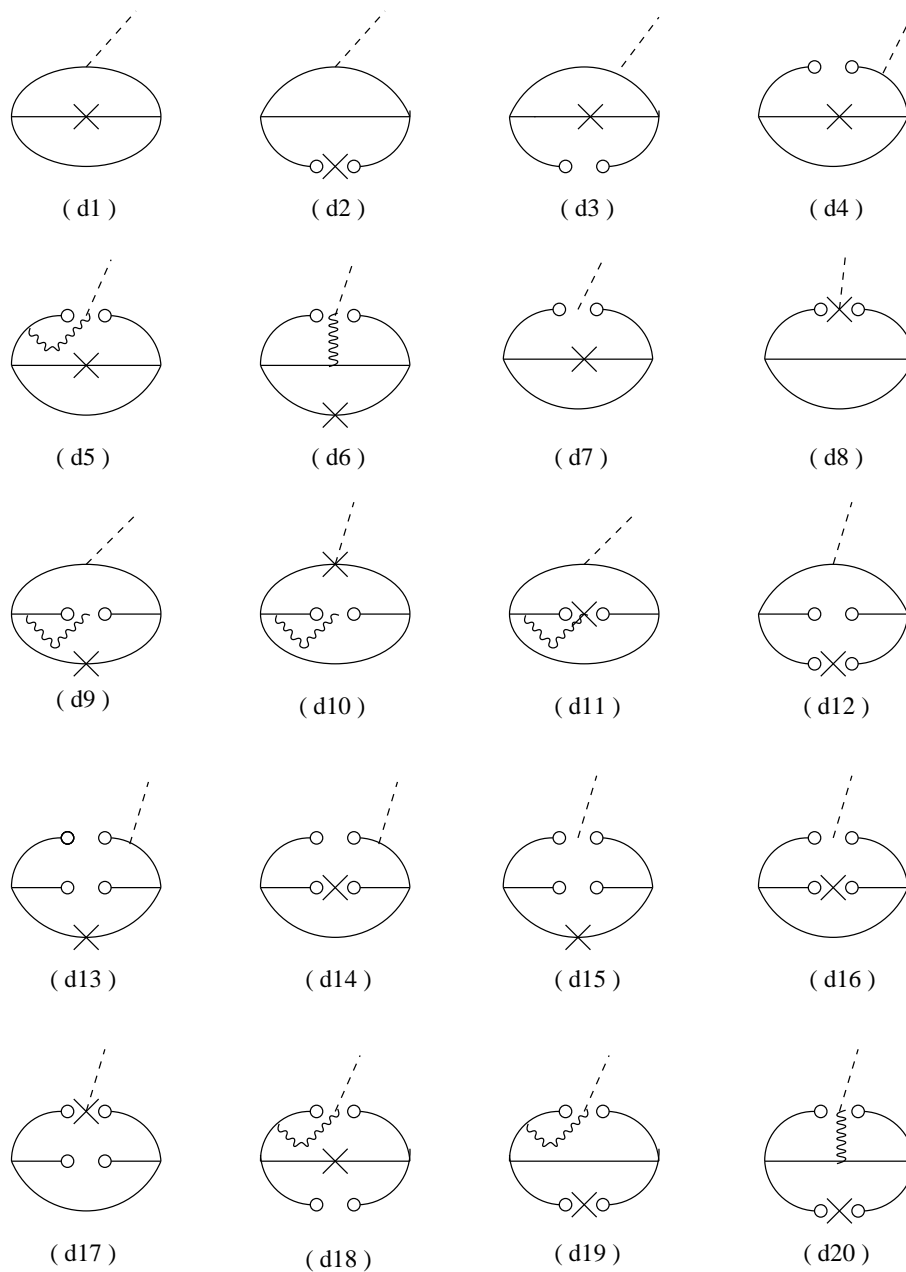 ( d1 ) ( d2 ) ( d3 ) ( d4 )
( d5 ) ( d6 ) ( d7 ) ( d8 )
( d9 ) ( d10 ) ( d11 ) ( d12 )
( d13 ) ( d14 ) ( d15 ) ( d16 )
( d17 ) ( d18 ) ( d19 ) ( d20 )